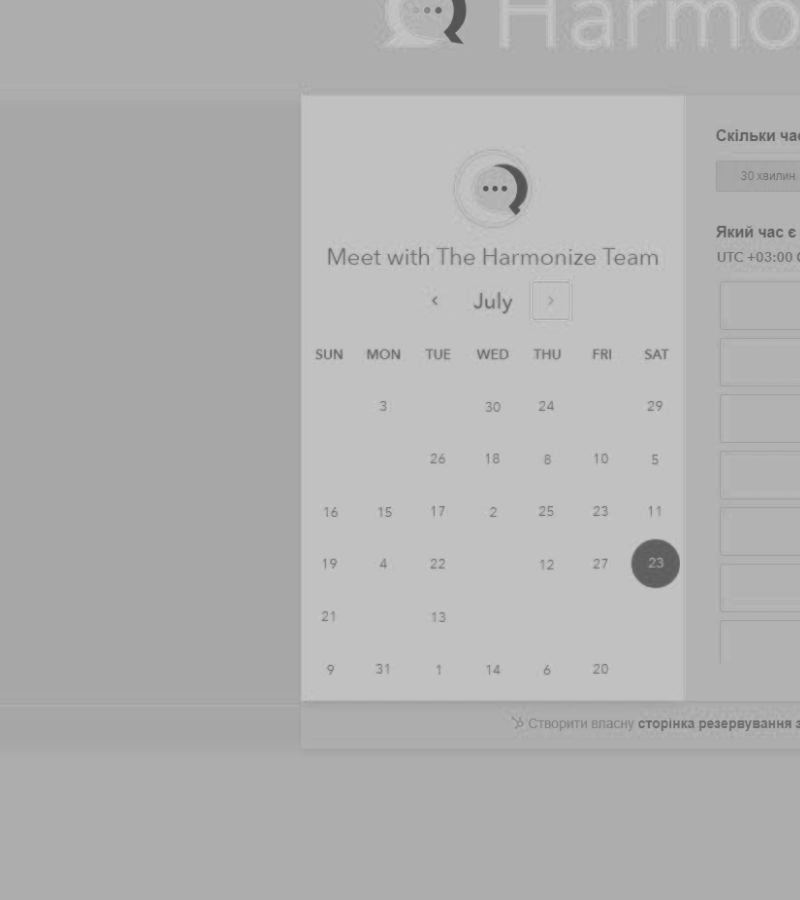 Harmo
Скільки час
30 хвилин
Який час є
UTC +03:00
Meet with The Harmonize Team
July
SUN MON TUE WED THU FRI SAT
3 30 24 29
26 18 8 10 5
16 15 17 2 25 23 11
19 4 22 12 27 23
21 13
9 31 1 14 6 20
Створити власну сторінка резервування з